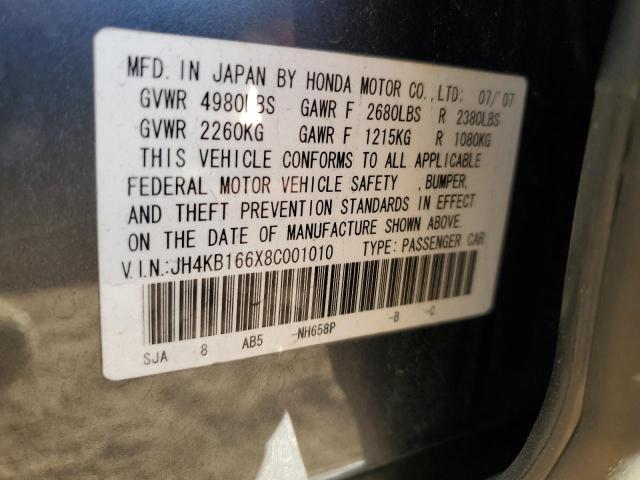 MFD. IN JAPAN BY HONDA MOTOR CO.,LTD; 07/'07
GVWR 4980LBS GAWR F 2680LBS R 2380LBS
GVWR 2260KG GAWR F 1215KG R 1080KG
THIS VEHICLE CONFORMS TO ALL APPLICABLE
FEDERAL MOTOR VEHICLE SAFETY ,BUMPER,
AND THEFT PREVENTION STANDARDS IN EFFECT
ON THE DATE OF MANUFACTURE SHOWN ABOVE.
V.I.N.:JH4KB166X8C001010 TYPE: PASSENGER CAR
SJA 8 AB5 -NH658P -B -C